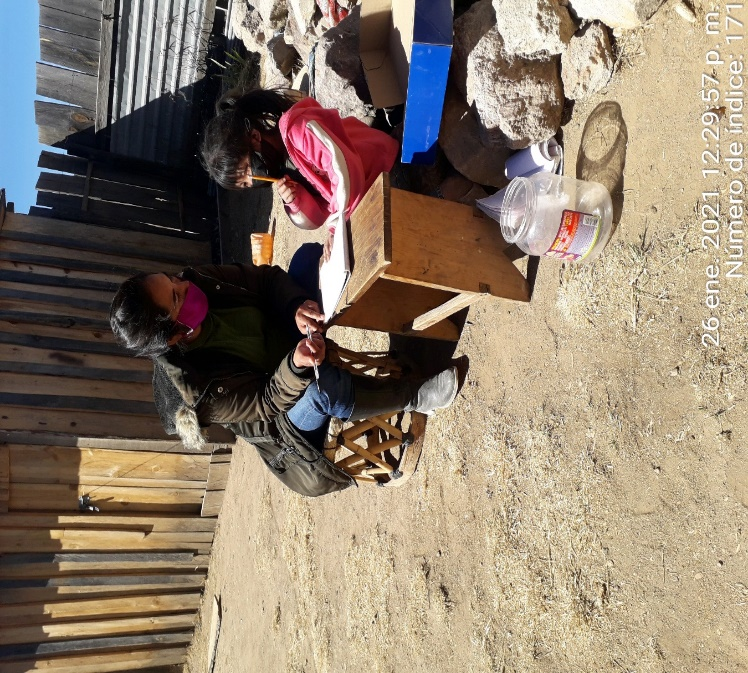 26 ene. 2021 12:29:57 p. m.
Número de índice: 171